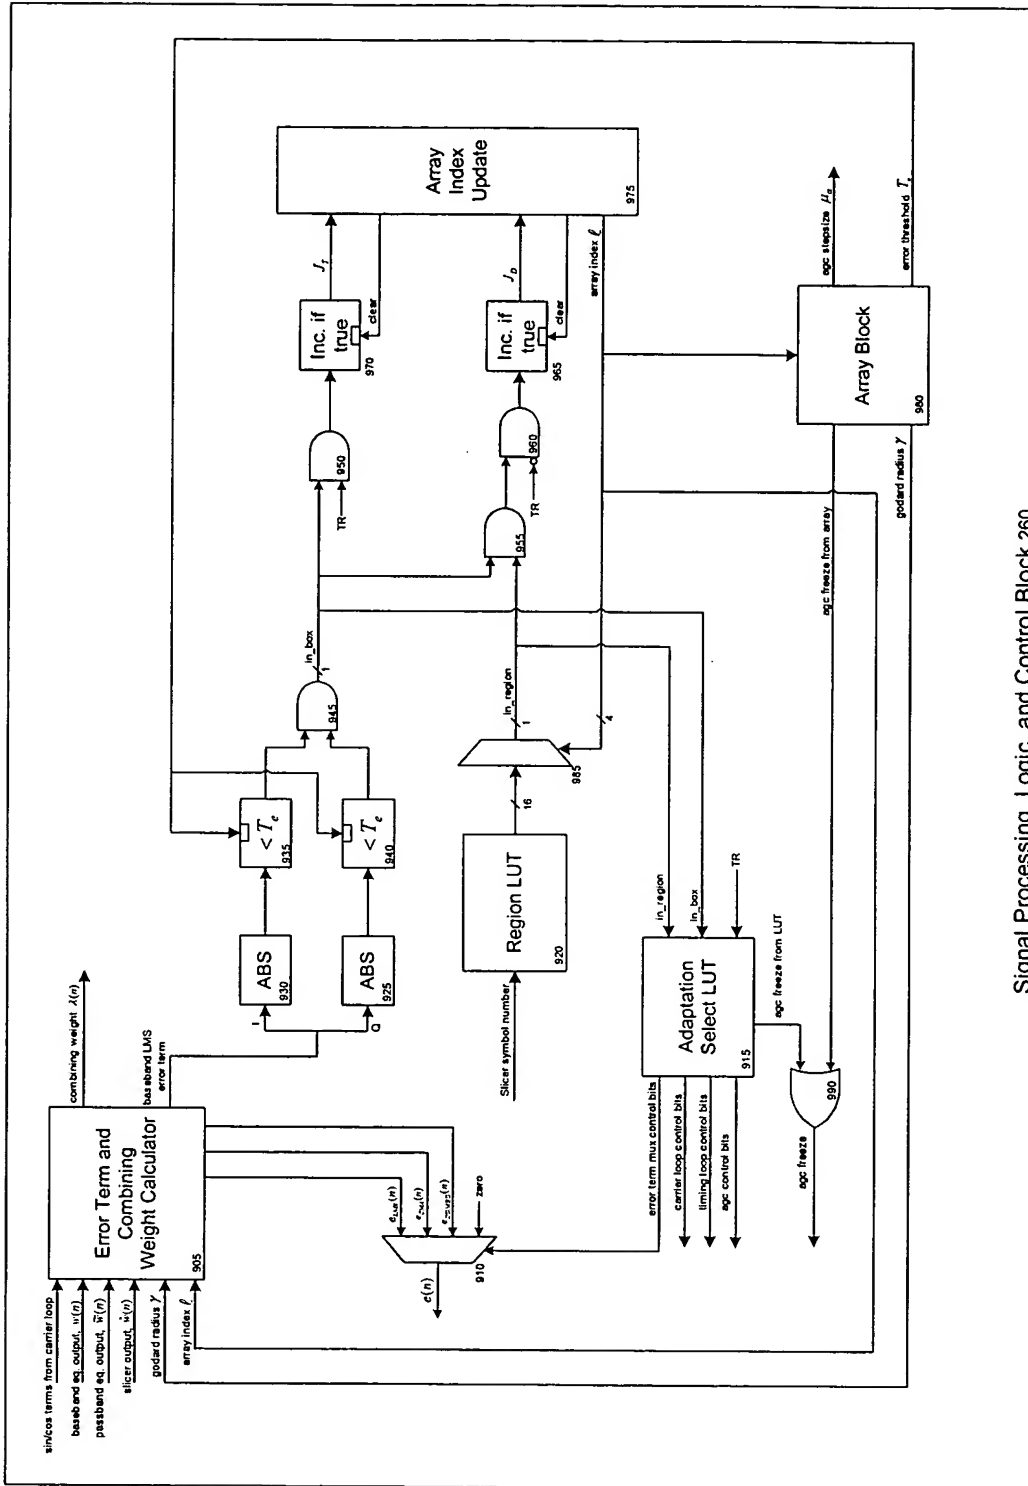 sin/cos terms from carrier loop
baseband eq. output, w(n)
passband eq. output, w̃(n)
slicer output, ŵ(n)
godard radius γ
array index ℓ
Error Term and
Combining
Weight Calculator
905
combining weight λ(n)
baseband LMS
error term
I
Q
ABS
930
ABS
925
< T_e
935
< T_e
940
945
in_box
1
950
TR
Inc. if
true
970
J_I
clear
Array
Index
Update
975
Slicer symbol number
Region LUT
920
16
985
4
in_region
1
955
TR
960
Inc. if
true
965
J_D
clear
array index ℓ
e(n)
910
zero
error term mux control bits
carrier loop control bits
timing loop control bits
agc control bits
Adaptation
Select LUT
915
in_region
in_box
TR
agc freeze from LUT
990
agc freeze
agc freeze from array
godard radius γ
Array Block
980
agc stepsize μ_a
error threshold T_e
Signal Processing, Logic, and Control Block 260